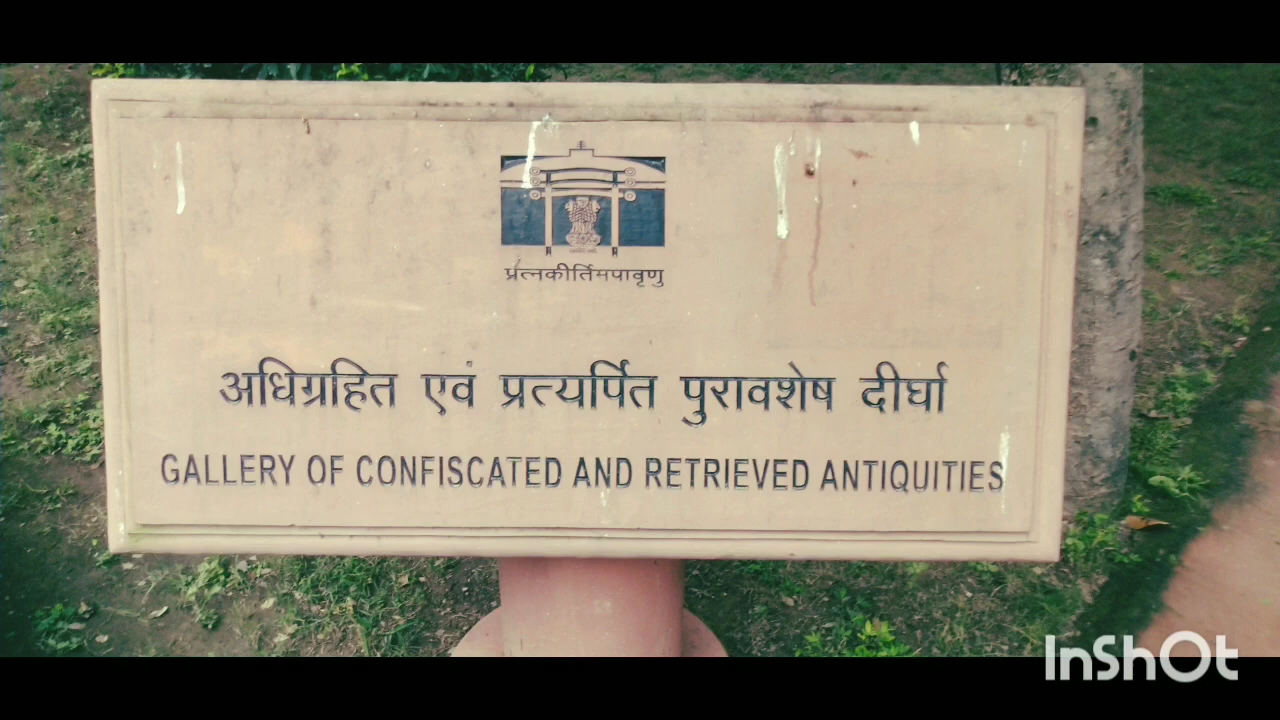 प्रत्नकीर्तिमपावृणु
अधिग्रहित एवं प्रत्यर्पित पुरावशेष दीर्घा
GALLERY OF CONFISCATED AND RETRIEVED ANTIQUITIES
InShOt